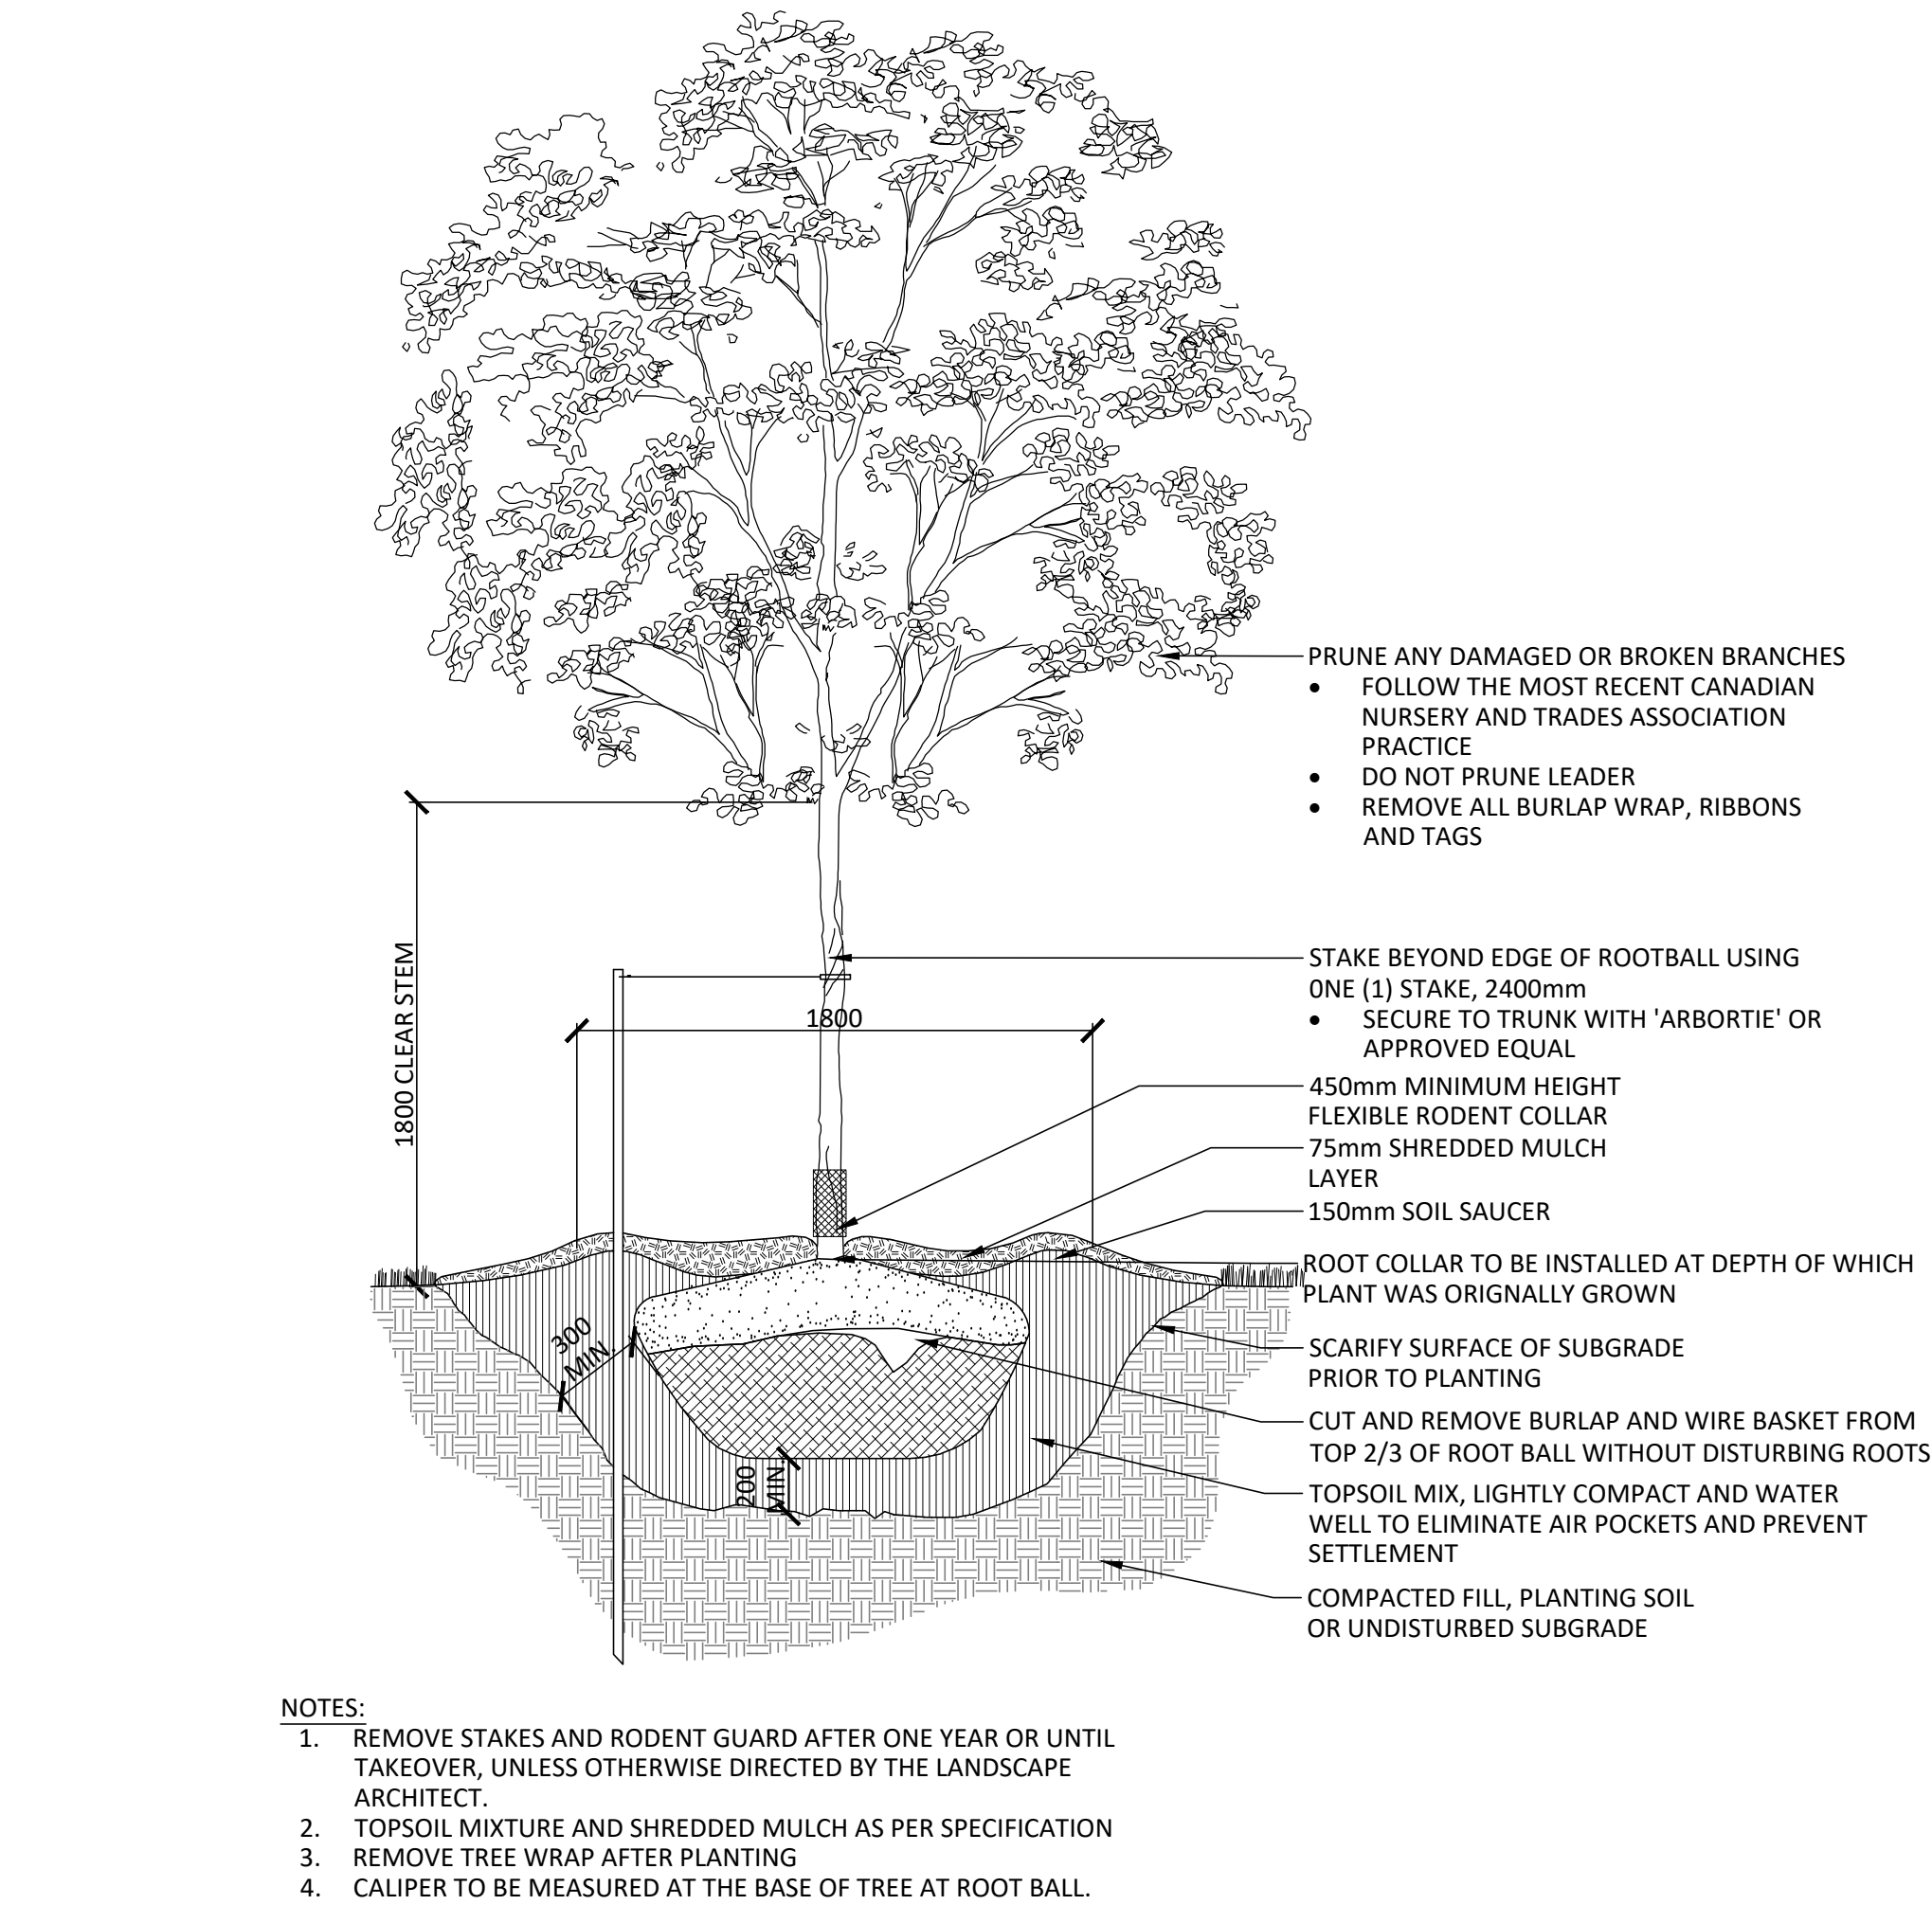 PRUNE ANY DAMAGED OR BROKEN BRANCHES
• FOLLOW THE MOST RECENT CANADIAN
NURSERY AND TRADES ASSOCIATION
PRACTICE
• DO NOT PRUNE LEADER
• REMOVE ALL BURLAP WRAP, RIBBONS
AND TAGS
1800 CLEAR STEM
STAKE BEYOND EDGE OF ROOTBALL USING
0NE (1) STAKE, 2400mm
• SECURE TO TRUNK WITH 'ARBORTIE' OR
APPROVED EQUAL
1800
450mm MINIMUM HEIGHT
FLEXIBLE RODENT COLLAR
75mm SHREDDED MULCH
LAYER
150mm SOIL SAUCER
ROOT COLLAR TO BE INSTALLED AT DEPTH OF WHICH
PLANT WAS ORIGNALLY GROWN
300
MIN.
SCARIFY SURFACE OF SUBGRADE
PRIOR TO PLANTING
CUT AND REMOVE BURLAP AND WIRE BASKET FROM
TOP 2/3 OF ROOT BALL WITHOUT DISTURBING ROOTS
200
MIN.
TOPSOIL MIX, LIGHTLY COMPACT AND WATER
WELL TO ELIMINATE AIR POCKETS AND PREVENT
SETTLEMENT
COMPACTED FILL, PLANTING SOIL
OR UNDISTURBED SUBGRADE
NOTES:
1. REMOVE STAKES AND RODENT GUARD AFTER ONE YEAR OR UNTIL
TAKEOVER, UNLESS OTHERWISE DIRECTED BY THE LANDSCAPE
ARCHITECT.
2. TOPSOIL MIXTURE AND SHREDDED MULCH AS PER SPECIFICATION
3. REMOVE TREE WRAP AFTER PLANTING
4. CALIPER TO BE MEASURED AT THE BASE OF TREE AT ROOT BALL.